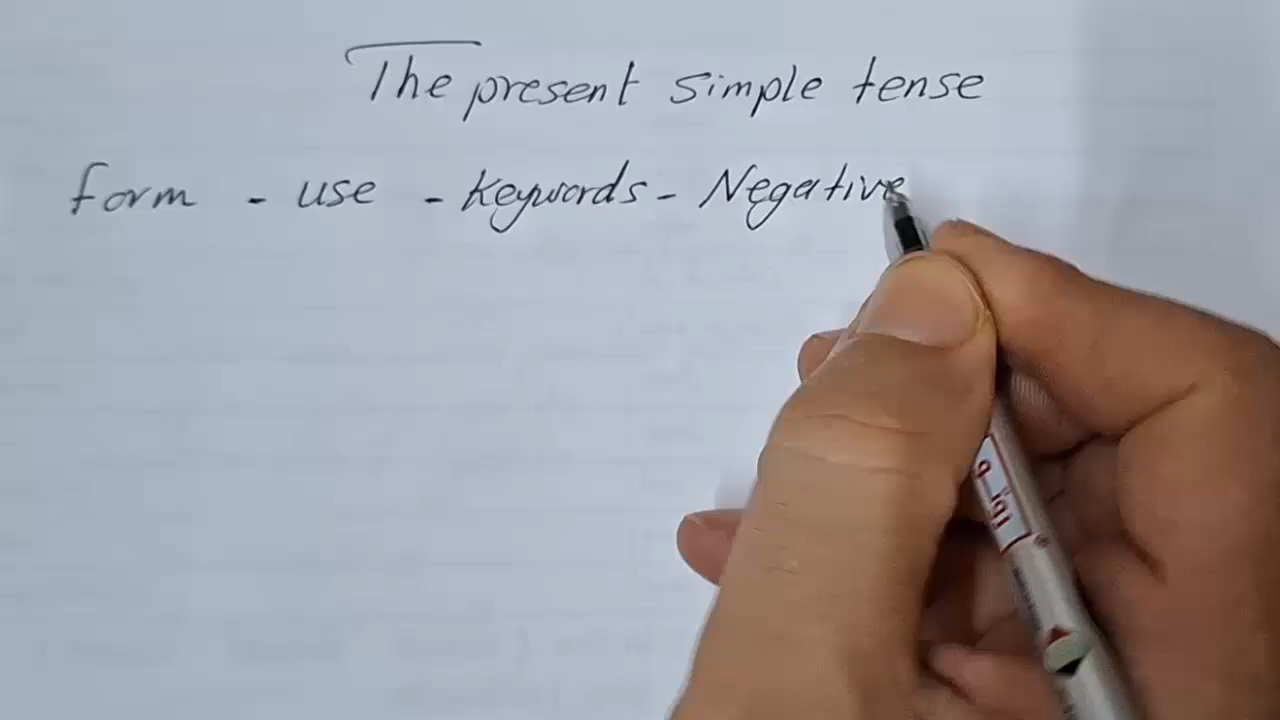 The present simple tense
form - use - Keywords - Negative